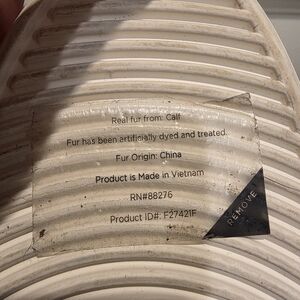 Real fur from: Calf
Fur has been artificially dyed and treated.
Fur Origin: China
Product is Made in Vietnam
RN#88276
Product ID#: F27421F
REMOVE